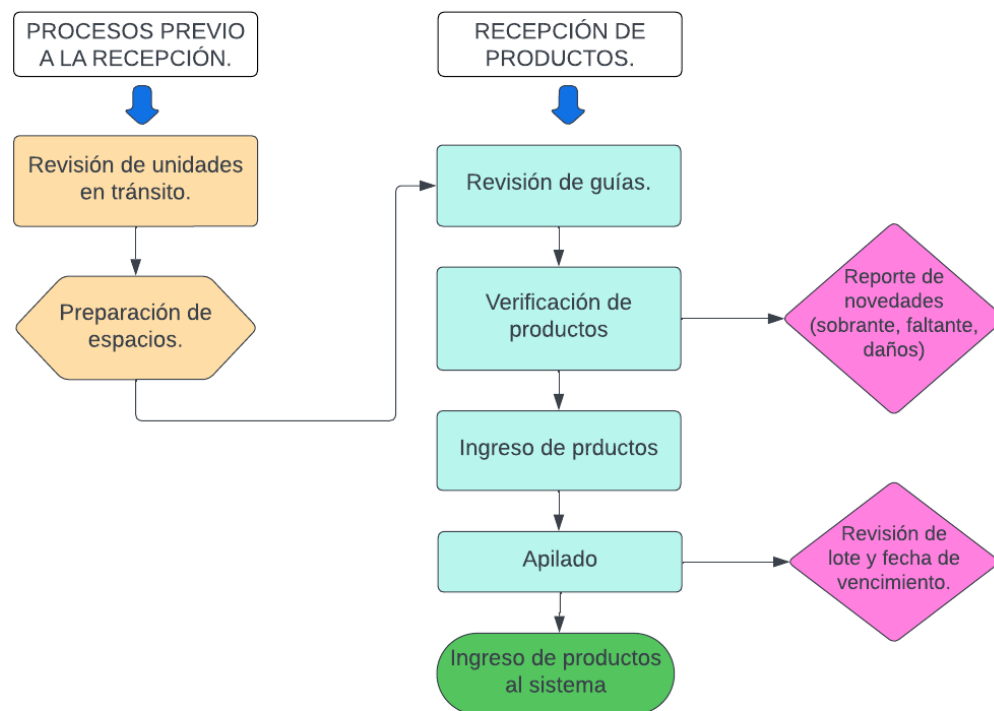 PROCESOS PREVIO
A LA RECEPCIÓN.
Revisión de unidades
en tránsito.
Preparación de
espacios.
RECEPCIÓN DE
PRODUCTOS.
Revisión de guías.
Verificación de
productos
Reporte de
novedades
(sobrante, faltante,
daños)
Ingreso de prductos
Apilado
Revisión de
lote y fecha de
vencimiento.
Ingreso de productos
al sistema